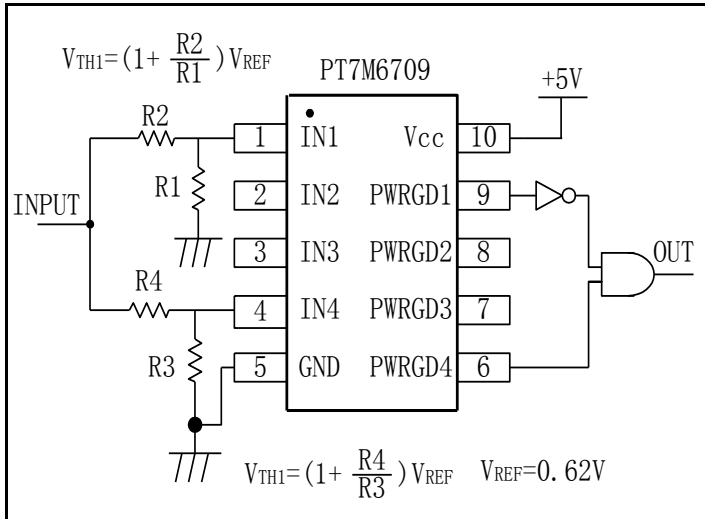 VTH1=(1+ R2/R1)VREF
PT7M6709
+5V
R2
1 IN1 Vcc 10
R1
2 IN2 PWRGD1 9
INPUT
3 IN3 PWRGD2 8
OUT
R4
4 IN4 PWRGD3 7
R3
5 GND PWRGD4 6
VTH1=(1+ R4/R3)VREF VREF=0.62V